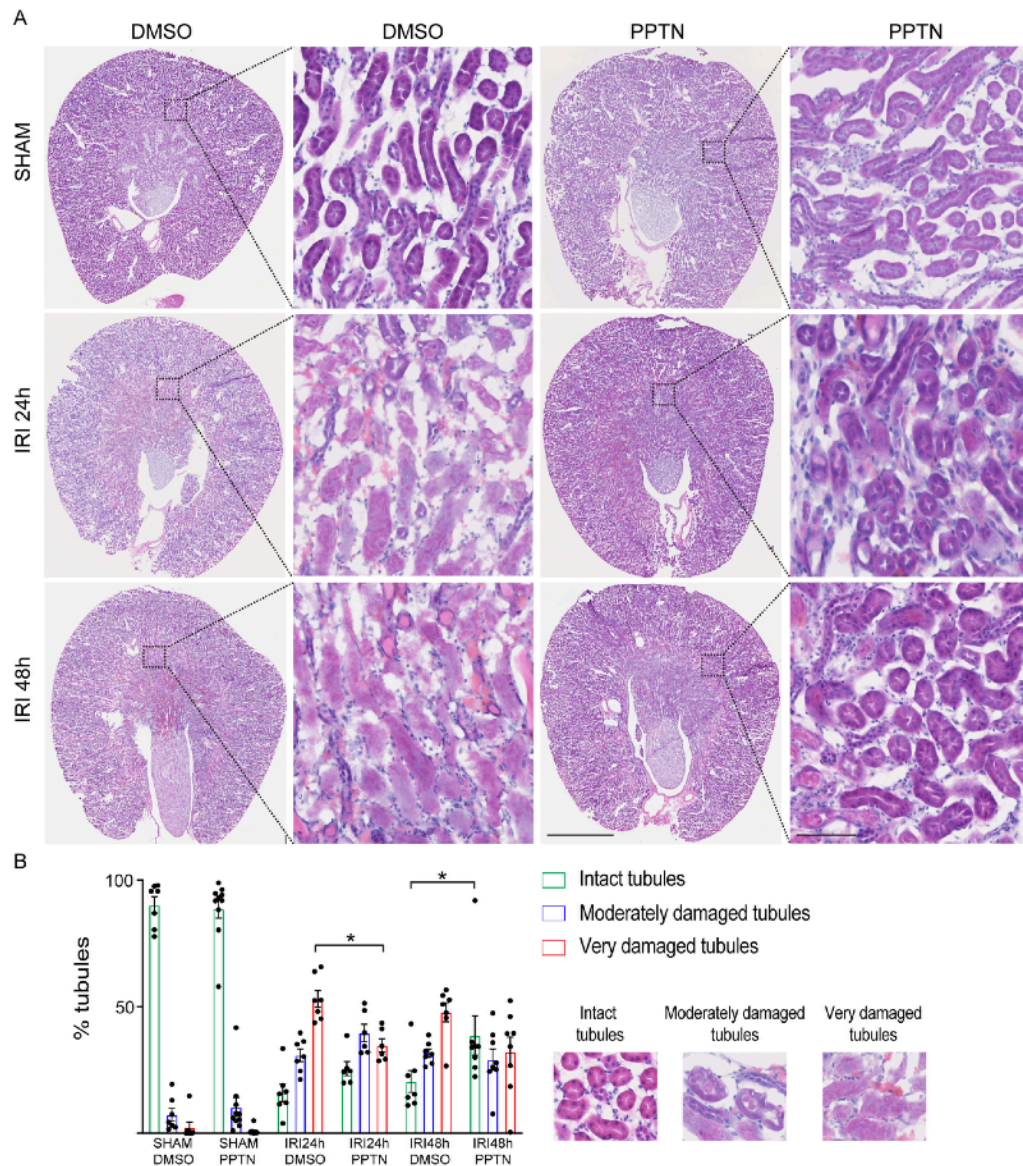 A
DMSO DMSO PPTN PPTN
SHAM
IRI 24h
IRI 48h
B
% tubules
100
50
*
*
SHAM DMSO
SHAM PPTN
IRI24h DMSO
IRI24h PPTN
IRI48h DMSO
IRI48h PPTN
Intact tubules
Moderately damaged tubules
Very damaged tubules
Intact
tubules
Moderately damaged
tubules
Very damaged
tubules